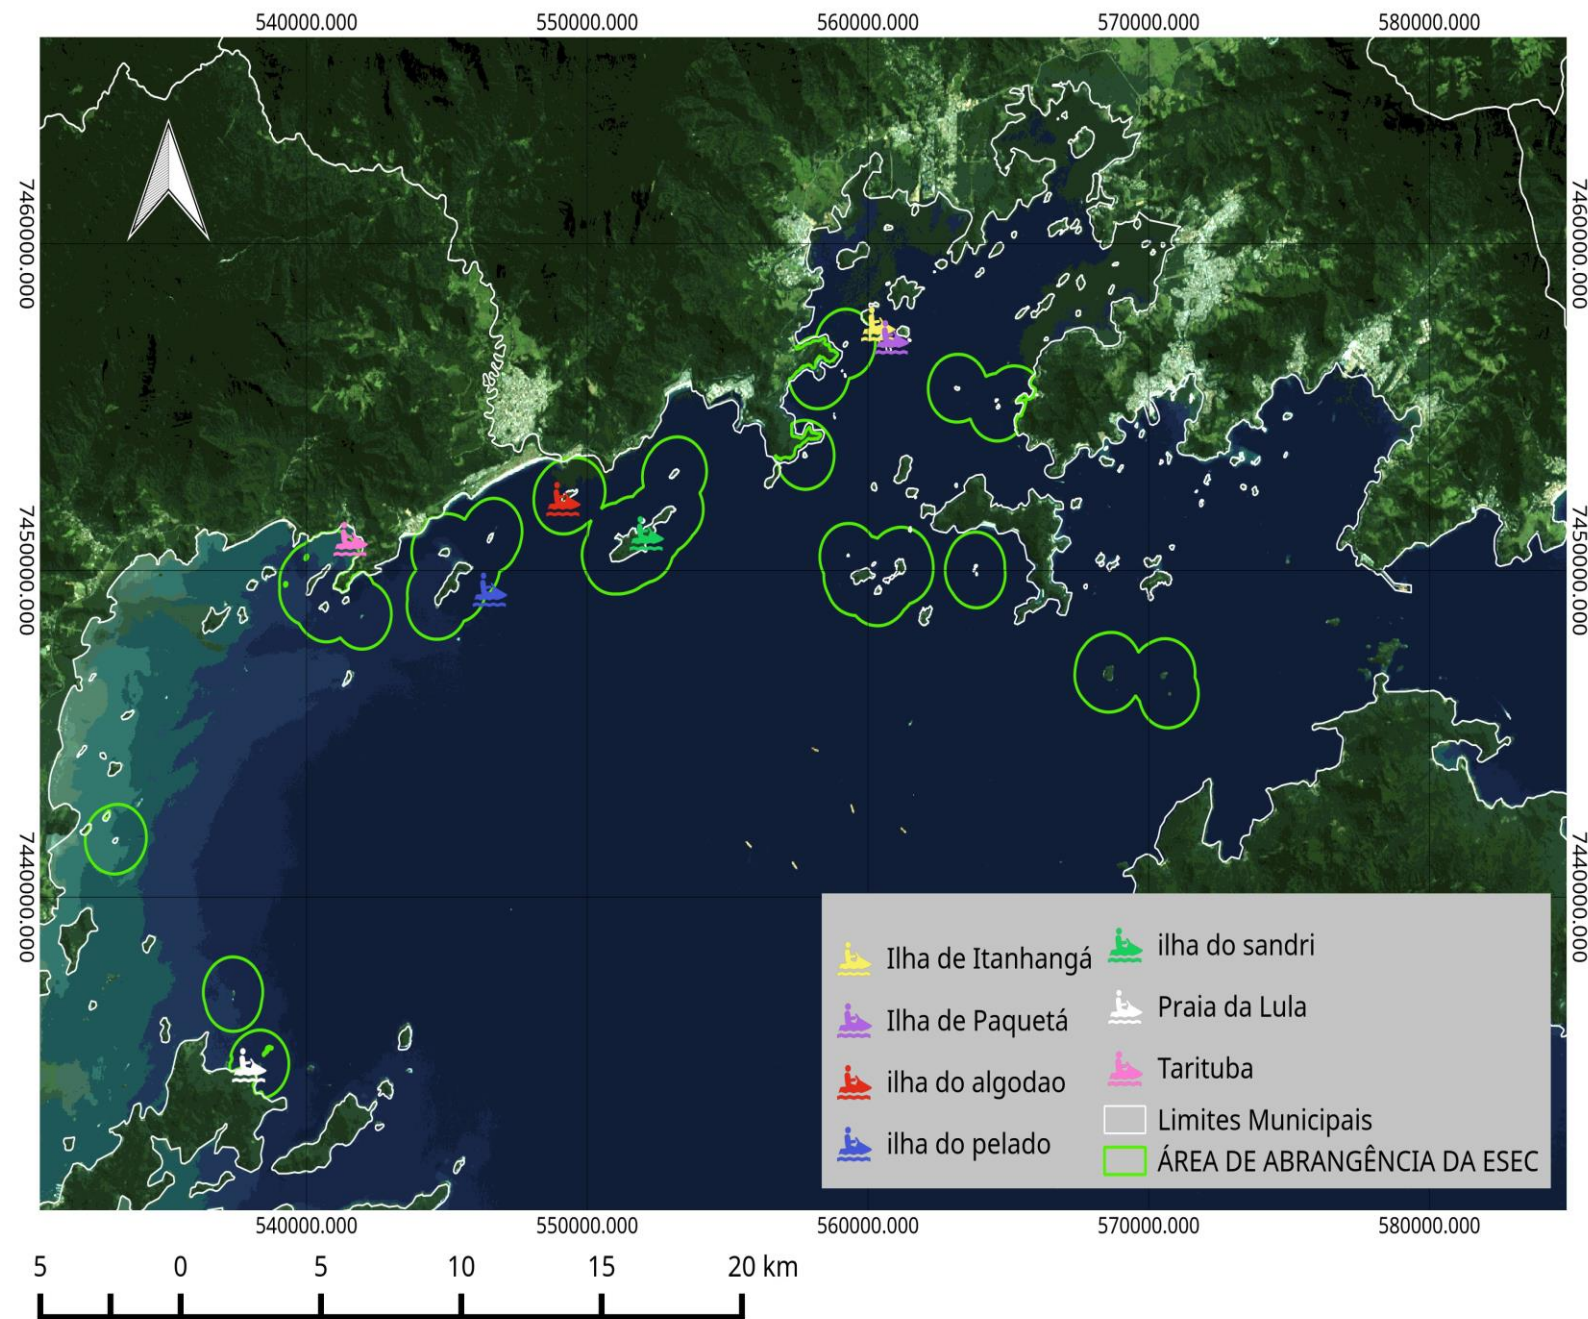 540000.000 550000.000 560000.000 570000.000 580000.000
7460000.000 7460000.000
7450000.000 7450000.000
7440000.000 7440000.000
Ilha de Itanhangá
Ilha de Paquetá
ilha do algodao
ilha do pelado
ilha do sandri
Praia da Lula
Tarituba
Limites Municipais
ÁREA DE ABRANGÊNCIA DA ESEC
540000.000 550000.000 560000.000 570000.000 580000.000
5 0 5 10 15 20 km